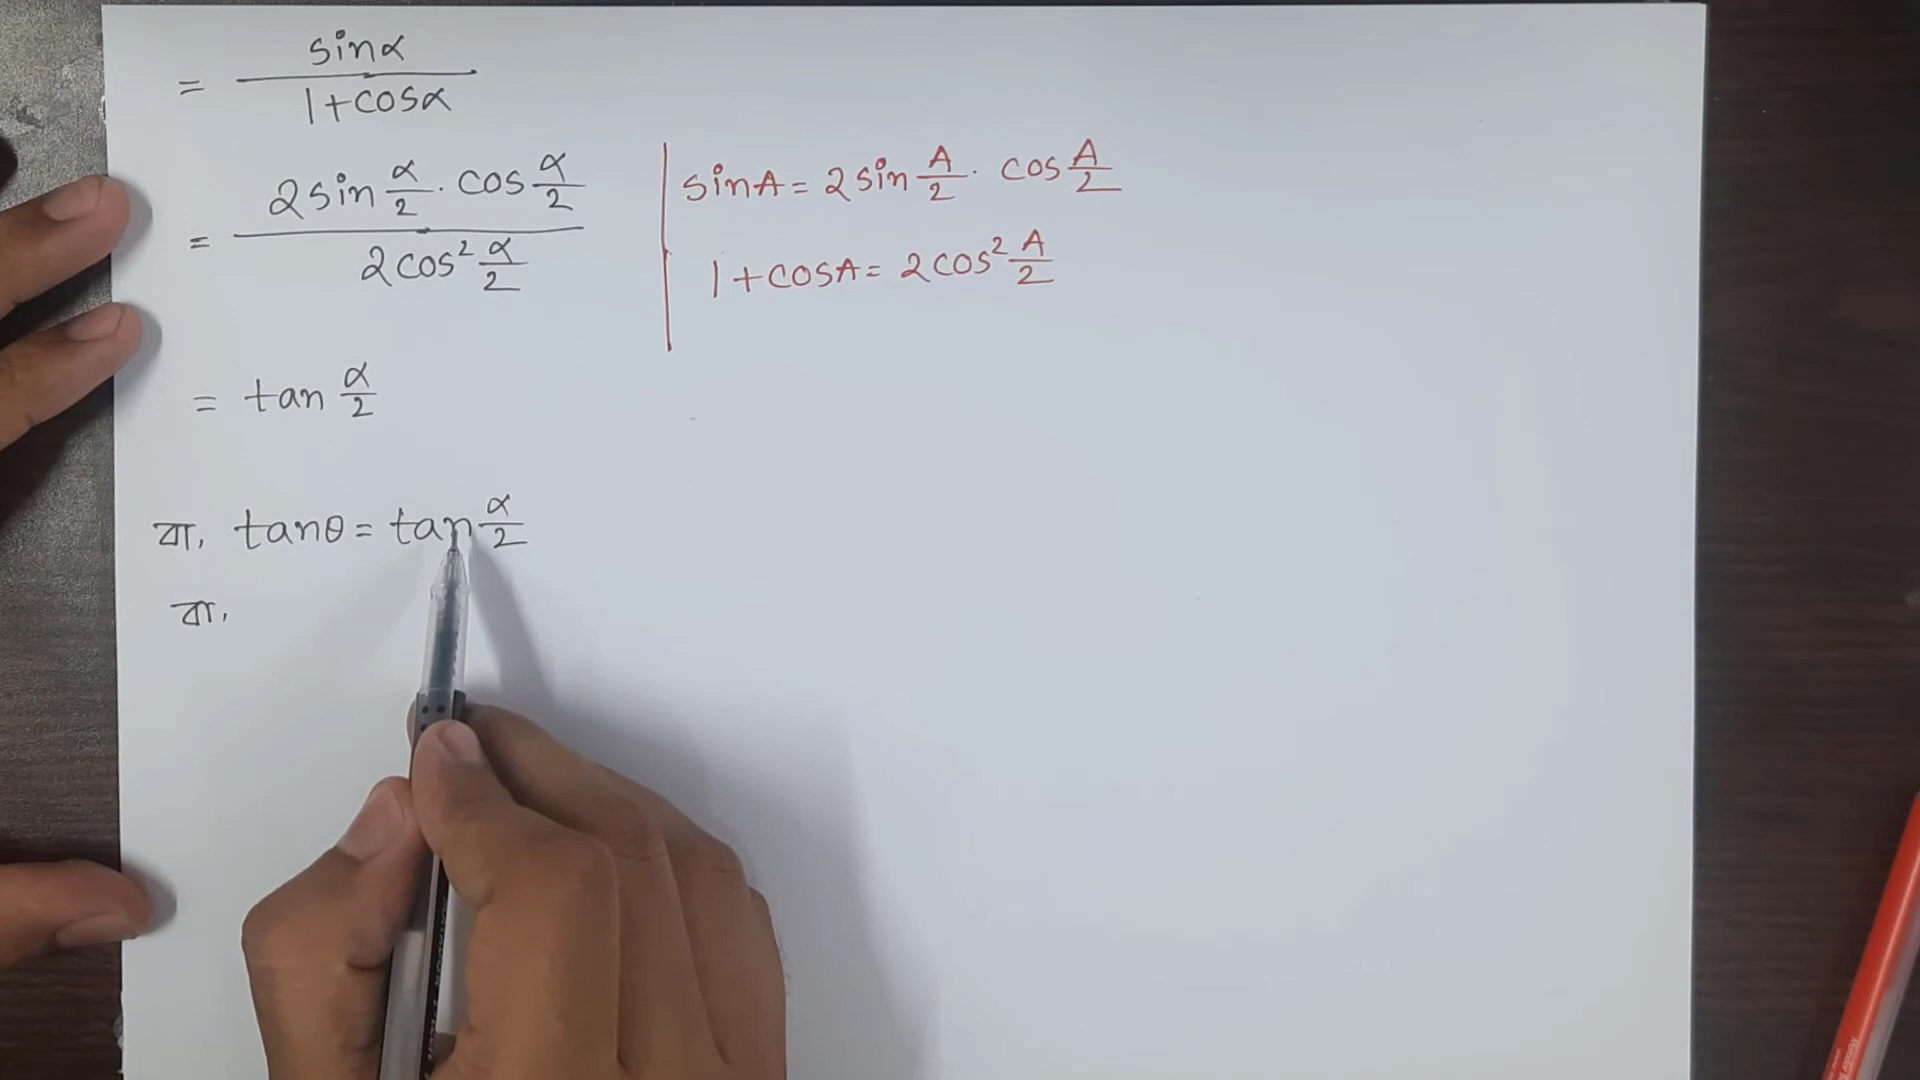 = sinα / 1+cosα
= 2sin α/2 · cos α/2 / 2cos² α/2
sinA = 2sin A/2 · cos A/2
1+cosA = 2cos² A/2
= tan α/2
বা, tanθ = tan α/2
বা,